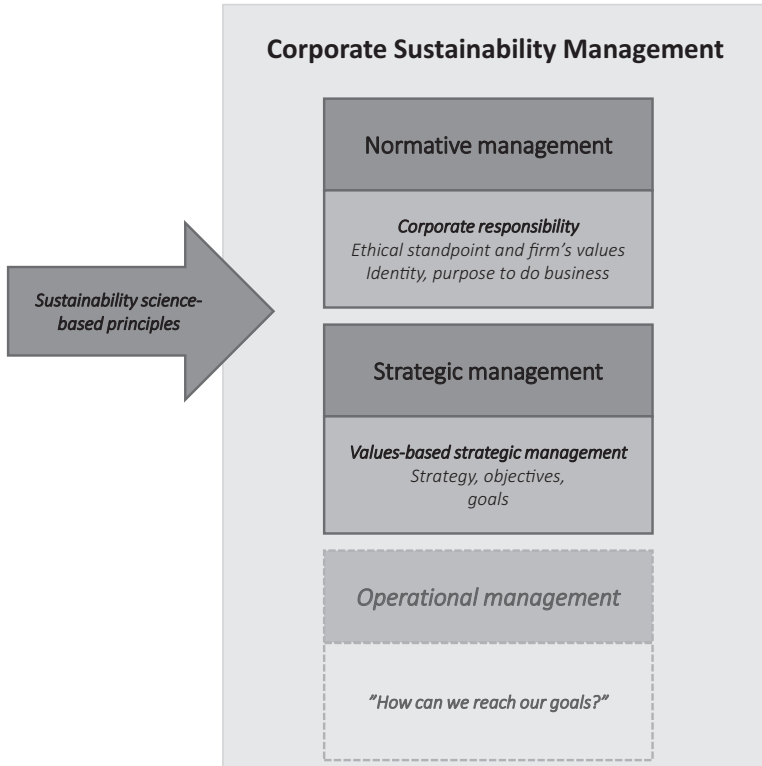 Corporate Sustainability Management
Normative management
Corporate responsibility
Ethical standpoint and firm's values
Identity, purpose to do business
Sustainability science-
based principles
Strategic management
Values-based strategic management
Strategy, objectives,
goals
Operational management
”How can we reach our goals?”